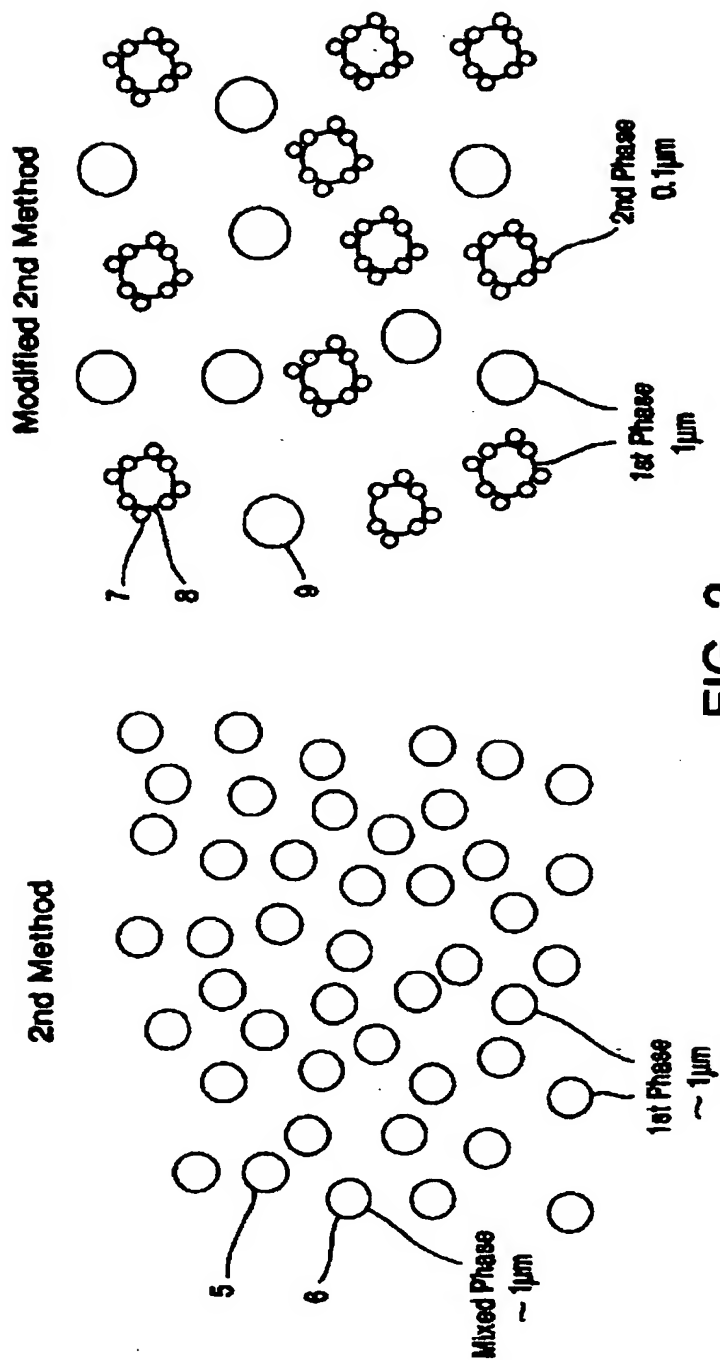 2nd Method
5
6
Mixed Phase
~ 1µm
1st Phase
~ 1µm
Modified 2nd Method
7
8
9
1st Phase
1µm
2nd Phase
0.1µm
FIG.